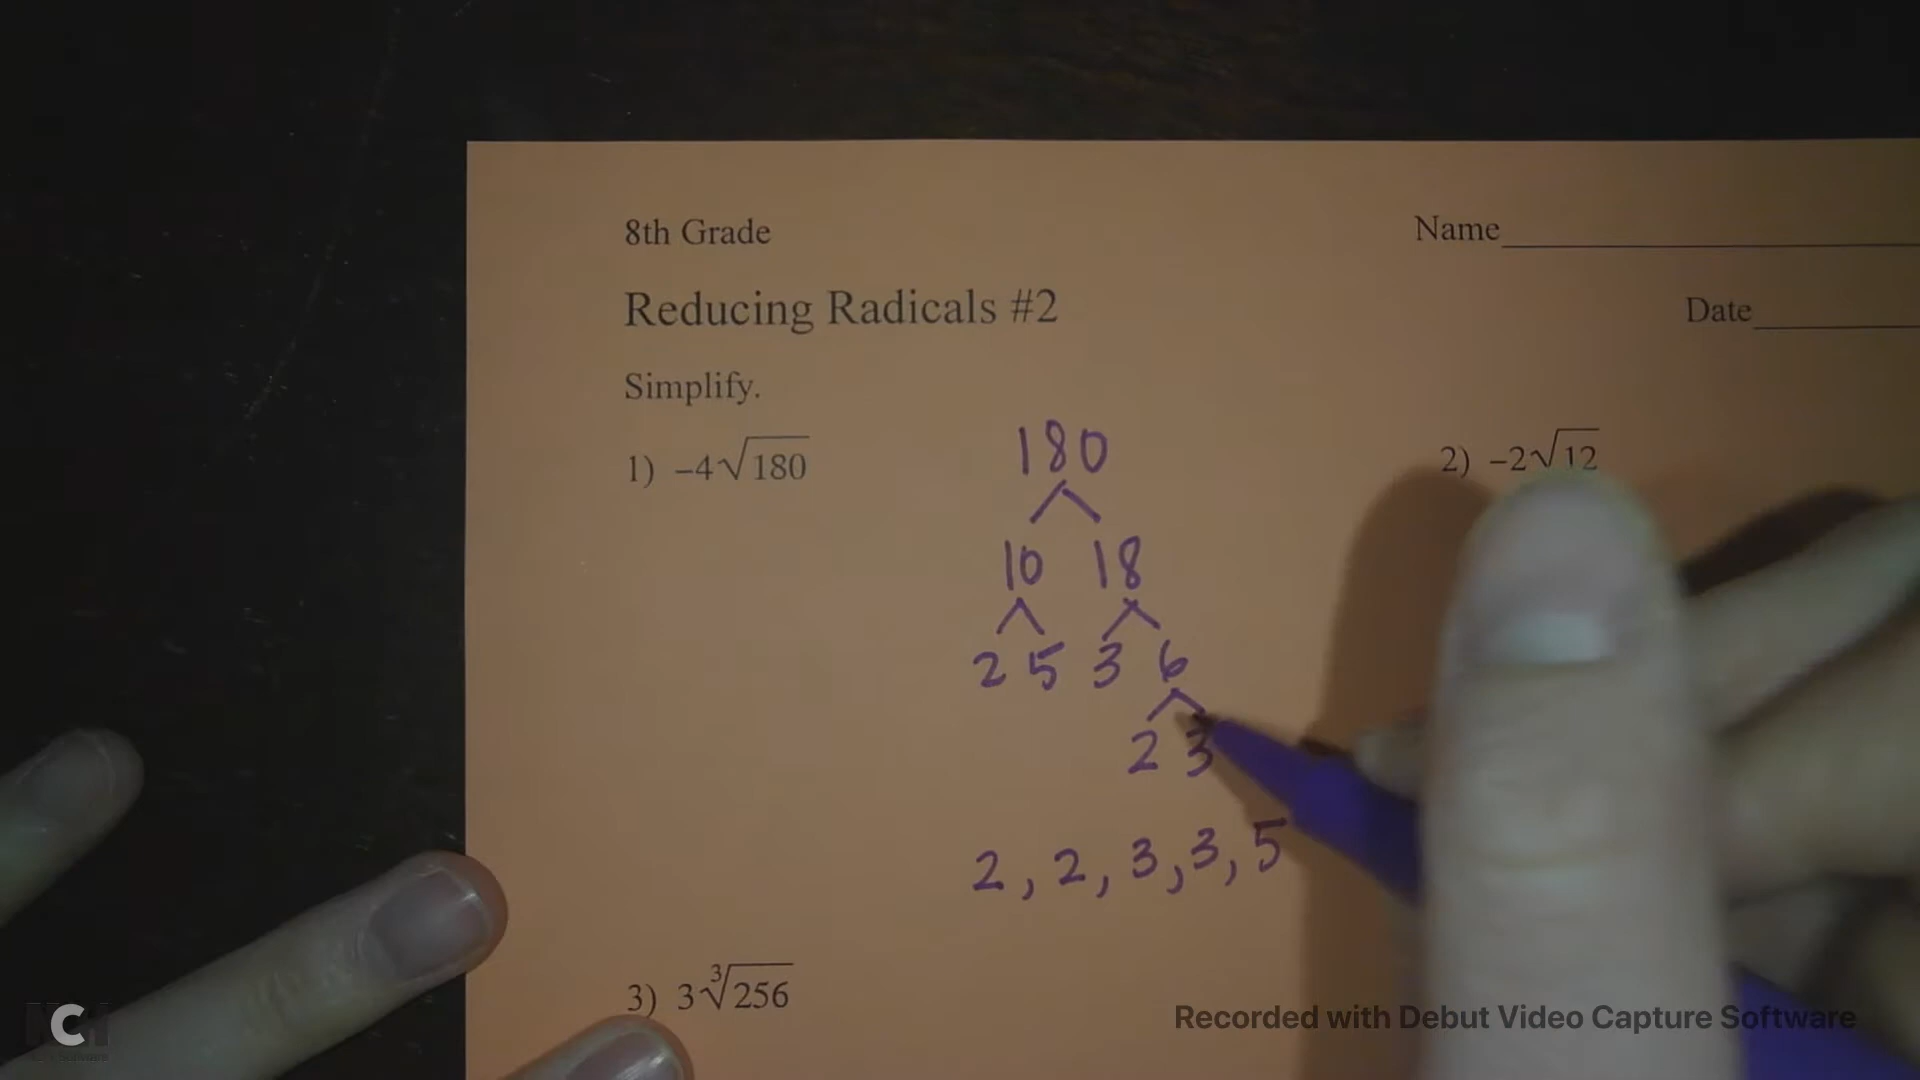 8th Grade
Name
Reducing Radicals #2
Date
Simplify.
1) −4√180
180
10 18
2 5 3 6
2 3
2, 2, 3, 3, 5
2) −2√12
3) 3∛256
Recorded with Debut Video Capture Software